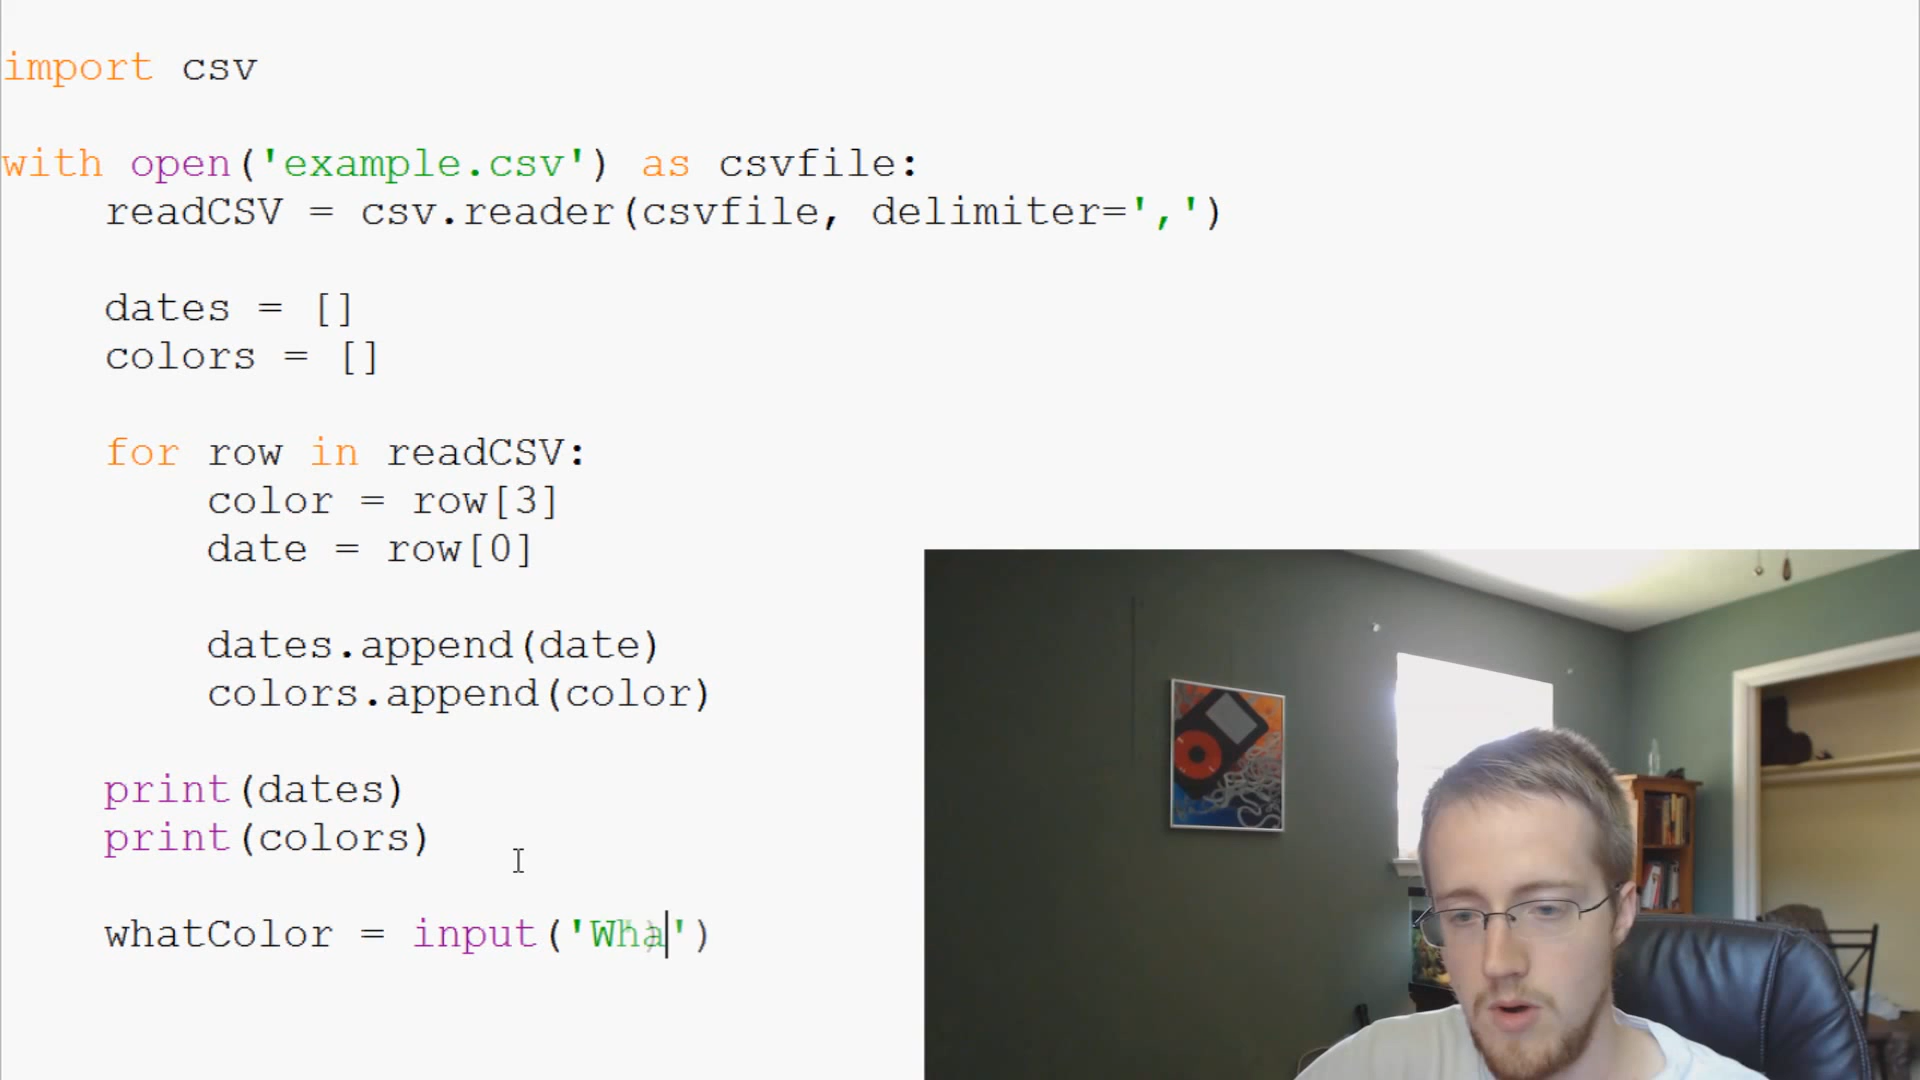 import csv
with open('example.csv') as csvfile:
readCSV = csv.reader(csvfile, delimiter=',')
dates = []
colors = []
for row in readCSV:
color = row[3]
date = row[0]
dates.append(date)
colors.append(color)
print(dates)
print(colors)
whatColor = input('Wha')